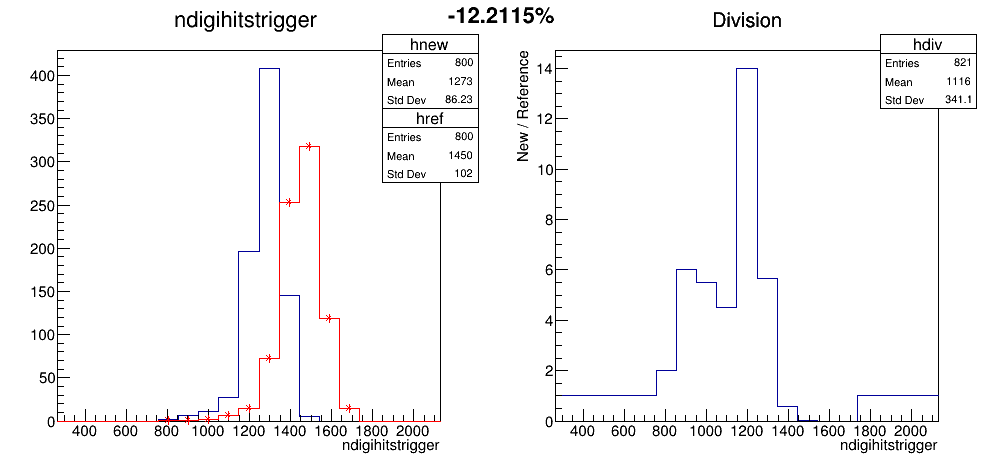 -12.2115%
ndigihitstrigger
hnew
Entries 800
Mean 1273
Std Dev 86.23
href
Entries 800
Mean 1450
Std Dev 102
400
350
300
250
200
150
100
50
0
400 600 800 1000 1200 1400 1600 1800 2000
ndigihitstrigger
Division
hdiv
Entries 821
Mean 1116
Std Dev 341.1
New / Reference
14
12
10
8
6
4
2
0
400 600 800 1000 1200 1400 1600 1800 2000
ndigihitstrigger